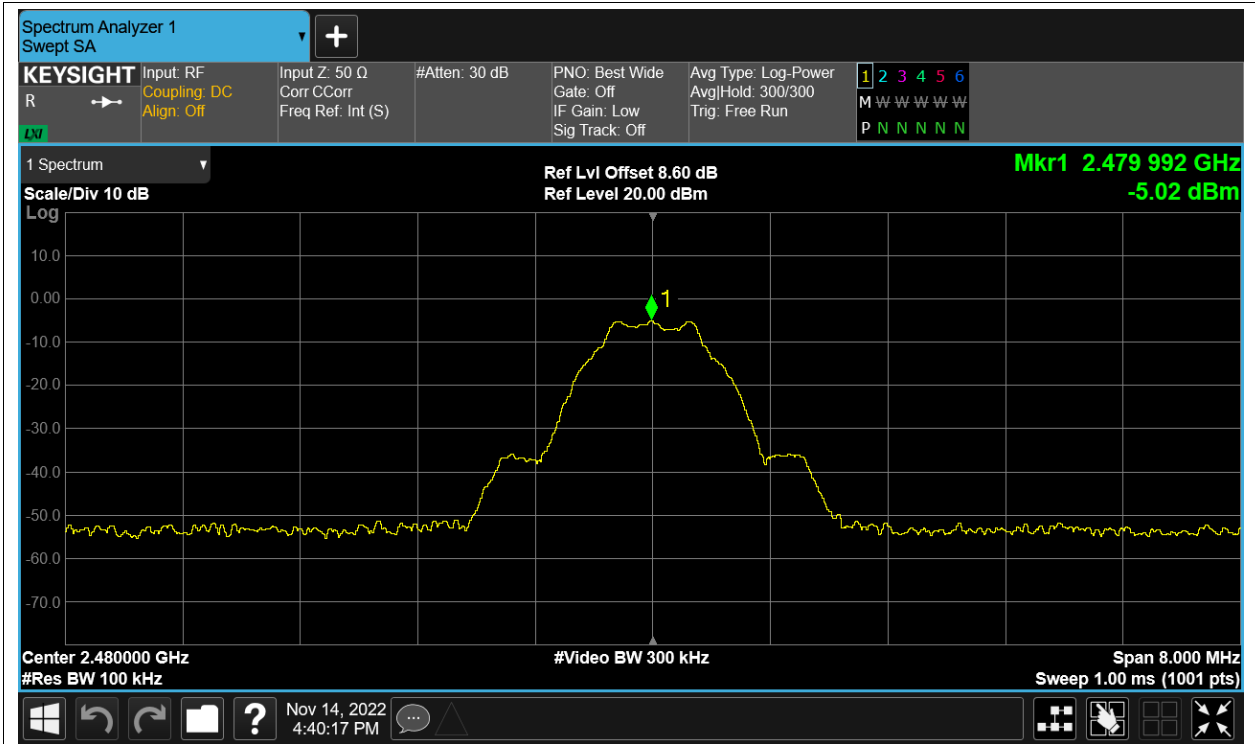 Spectrum Analyzer 1
Swept SA
KEYSIGHT
R
LXI
Input: RF
Coupling: DC
Align: Off
Input Z: 50 Ω
Corr CCorr
Freq Ref: Int (S)
#Atten: 30 dB
PNO: Best Wide
Gate: Off
IF Gain: Low
Sig Track: Off
Avg Type: Log-Power
Avg|Hold: 300/300
Trig: Free Run
1 2 3 4 5 6
M W W W W W
P N N N N N
1 Spectrum
Scale/Div 10 dB
Log
Ref Lvl Offset 8.60 dB
Ref Level 20.00 dBm
Mkr1 2.479 992 GHz
-5.02 dBm
10.0
0.00
1
-10.0
-20.0
-30.0
-40.0
-50.0
-60.0
-70.0
Center 2.480000 GHz
#Res BW 100 kHz
#Video BW 300 kHz
Span 8.000 MHz
Sweep 1.00 ms (1001 pts)
?
Nov 14, 2022
4:40:17 PM